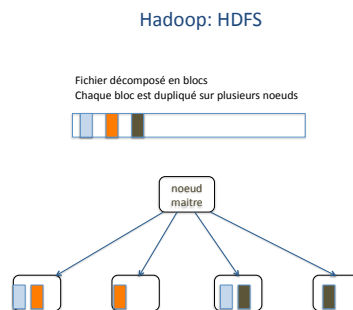 Hadoop: HDFS
Fichier décomposé en blocs
Chaque bloc est dupliqué sur plusieurs noeuds
noeud
maitre